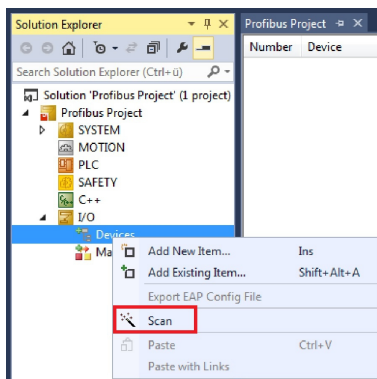 Solution Explorer
Search Solution Explorer (Ctrl+ü)
Solution 'Profibus Project' (1 project)
Profibus Project
SYSTEM
MOTION
PLC
SAFETY
C++
I/O
Devices
Ma
Add New Item... Ins
Add Existing Item... Shift+Alt+A
Export EAP Config File
Scan
Paste Ctrl+V
Paste with Links
Profibus Project
Number Device